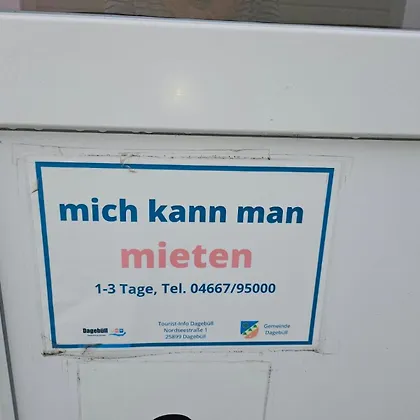 mich kann man
mieten
1-3 Tage, Tel. 04667/95000
Dagebüll
Tourist-Info Dagebüll
Nordseestraße 1
25899 Dagebüll
Gemeinde
Dagebüll